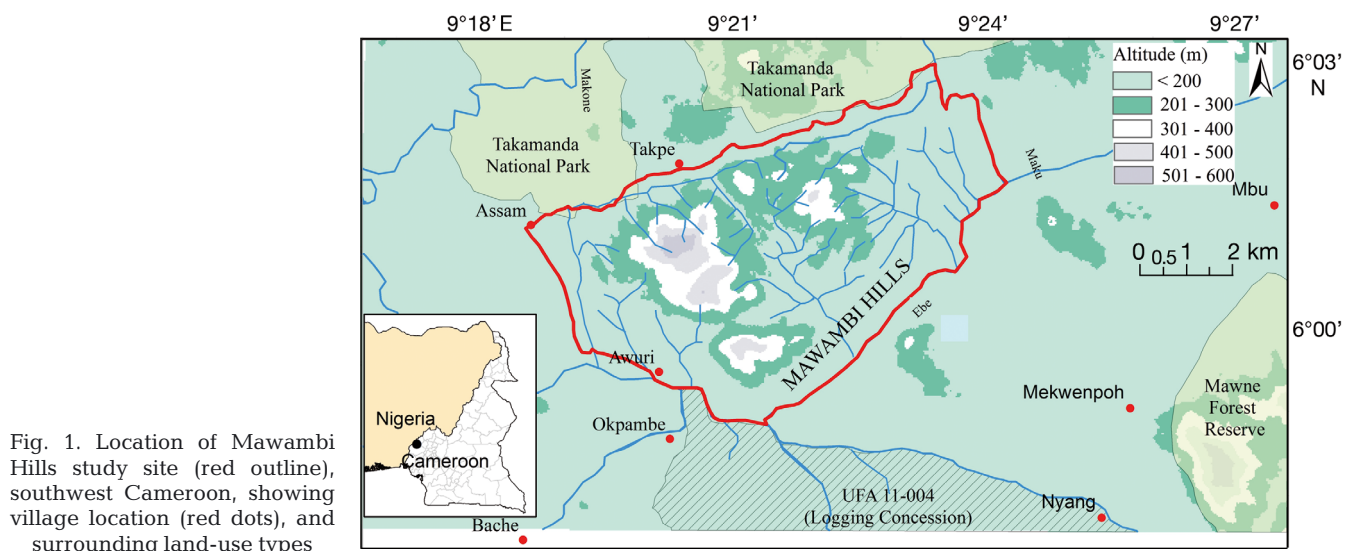 9°18’ E
9°21’
9°24’
9°27’
6°03’
N
6°00’
Altitude (m)
< 200
201 - 300
301 - 400
401 - 500
501 - 600
N
Takamanda
National Park
Makone
Takamanda
National Park
Takpe
Maku
Mbu
Assam
0 0.5 1 2 km
MAWAMBI HILLS
Ebe
Awuri
Mekwenpoh
Mawne
Forest
Reserve
Okpambe
Nigeria
Cameroon
UFA 11-004
(Logging Concession)
Nyang
Bache
Fig. 1. Location of Mawambi
Hills study site (red outline),
southwest Cameroon, showing
village location (red dots), and
surrounding land-use types